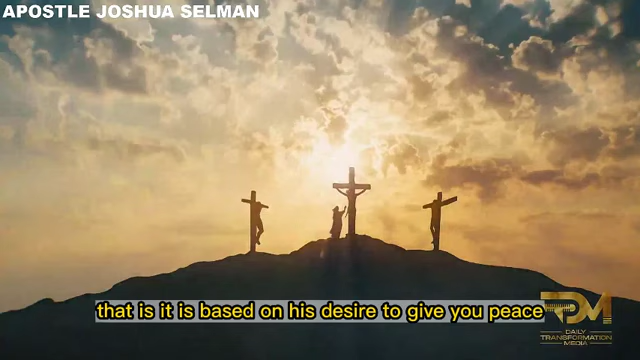 APOSTLE JOSHUA SELMAN
that is it is based on his desire to give you peace
DM
DAILY
TRANSFORMATION
MEDIA